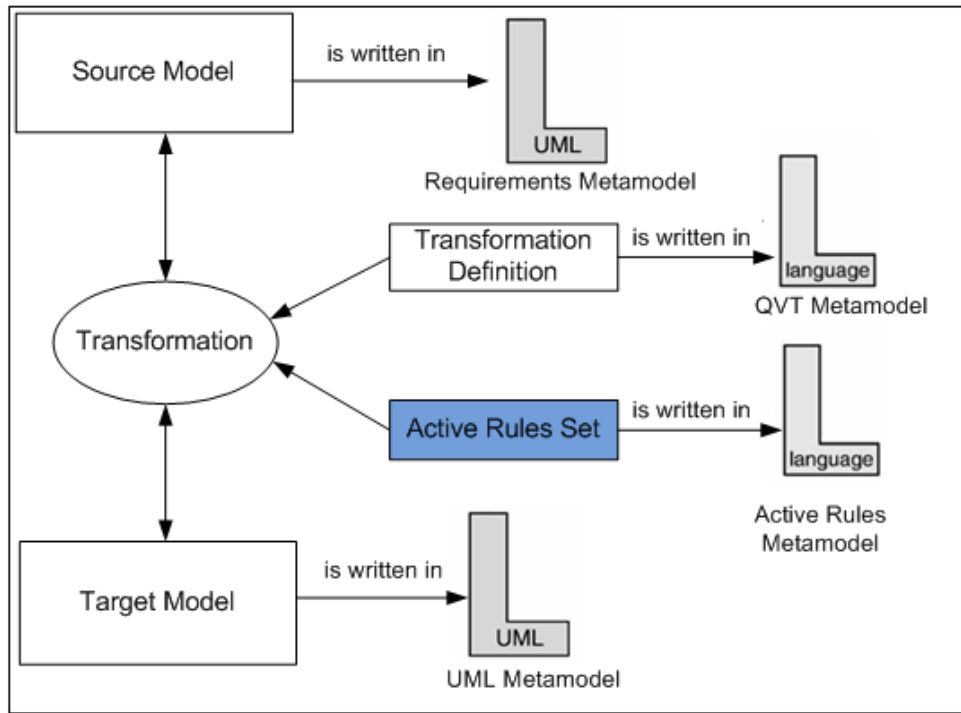 Source Model
is written in
UML
Requirements Metamodel
Transformation
Definition
is written in
language
QVT Metamodel
Transformation
Active Rules Set
is written in
language
Active Rules
Metamodel
Target Model
is written in
UML
UML Metamodel